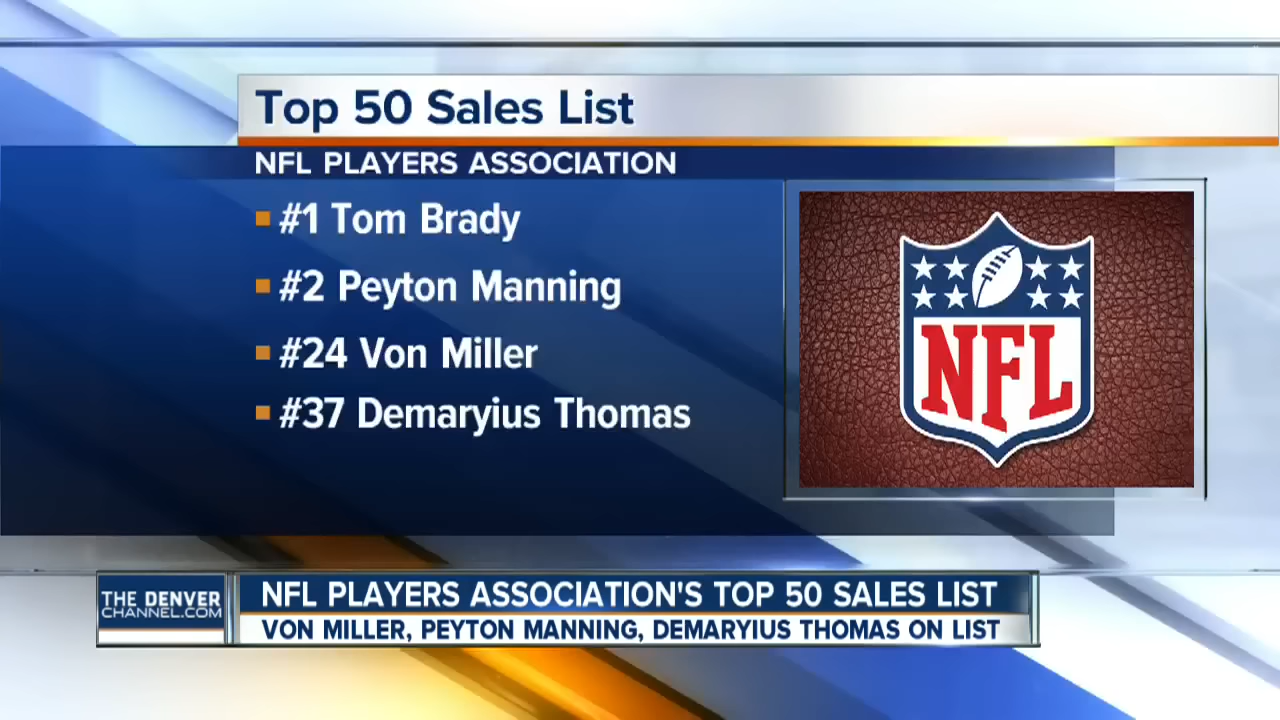 Top 50 Sales List
NFL PLAYERS ASSOCIATION
#1 Tom Brady
#2 Peyton Manning
#24 Von Miller
#37 Demaryius Thomas
NFL
THE DENVER
CHANNEL.COM
NFL PLAYERS ASSOCIATION'S TOP 50 SALES LIST
VON MILLER, PEYTON MANNING, DEMARYIUS THOMAS ON LIST